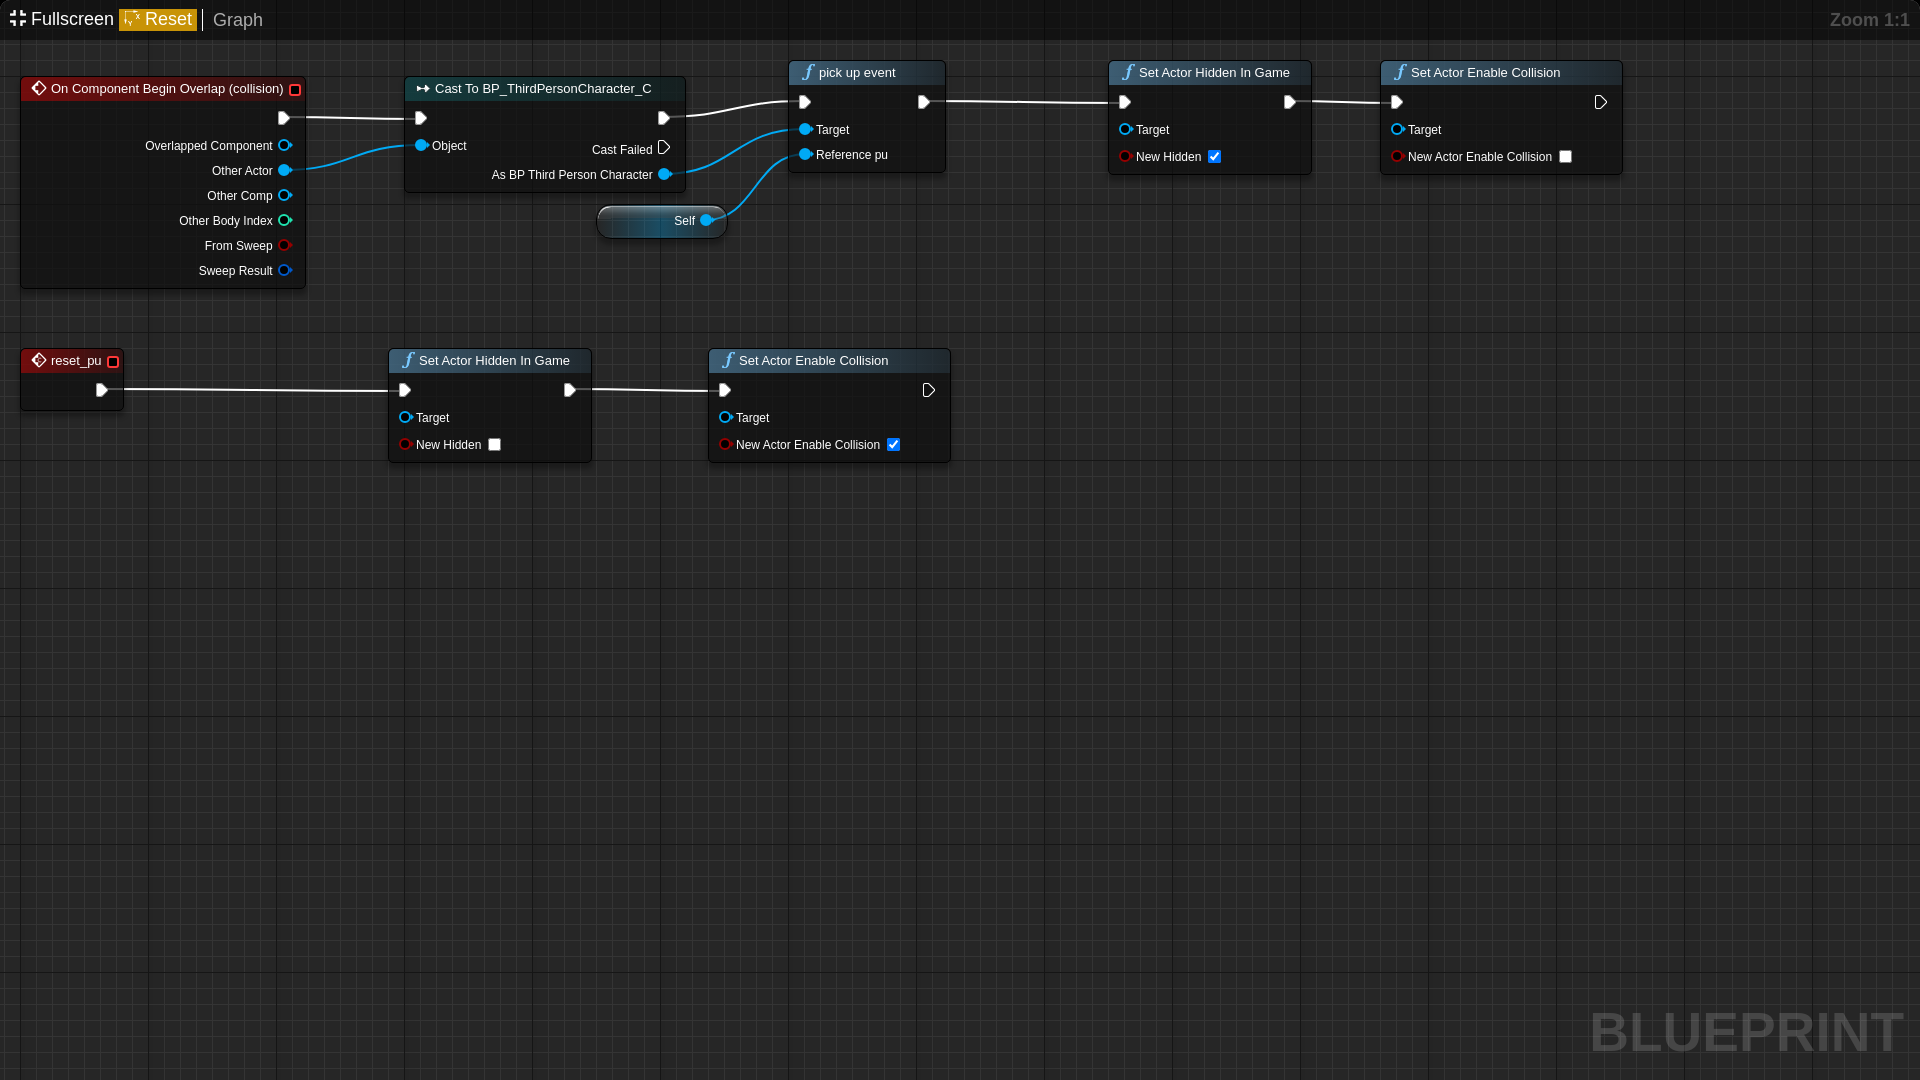 Fullscreen Reset Graph Zoom 1:1
On Component Begin Overlap (collision)
Overlapped Component
Other Actor
Other Comp
Other Body Index
From Sweep
Sweep Result
Cast To BP_ThirdPersonCharacter_C
Object
Cast Failed
As BP Third Person Character
Self
pick up event
Target
Reference pu
Set Actor Hidden In Game
Target
New Hidden
Set Actor Enable Collision
Target
New Actor Enable Collision
reset_pu
Set Actor Hidden In Game
Target
New Hidden
Set Actor Enable Collision
Target
New Actor Enable Collision
BLUEPRINT